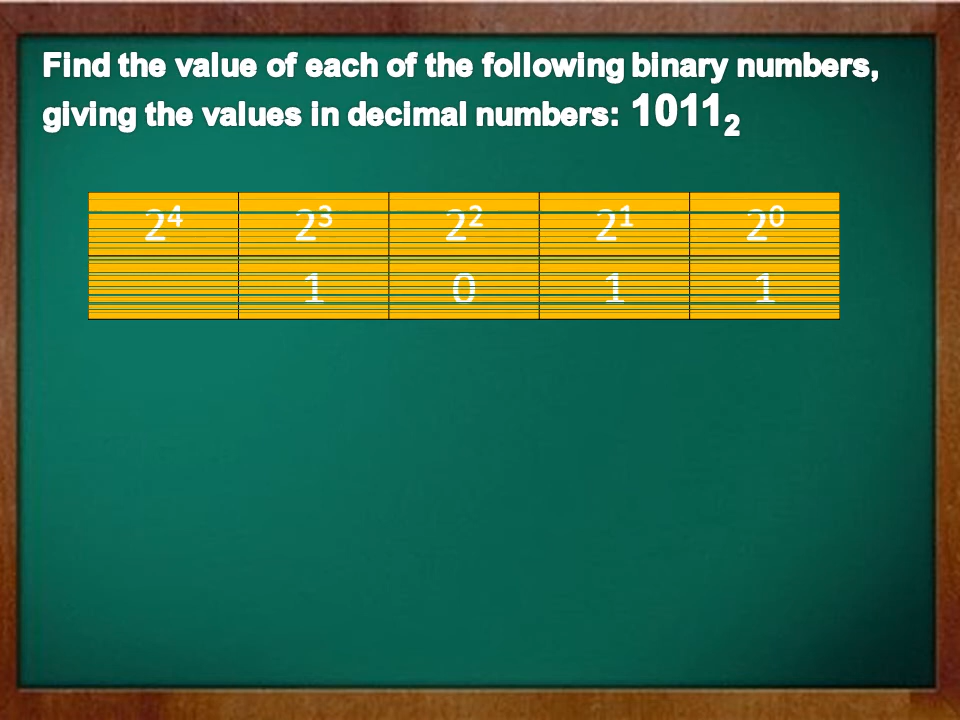 Find the value of each of the following binary numbers,
giving the values in decimal numbers: 1011₂
2⁴ 2³ 2² 2¹ 2⁰
1 0 1 1